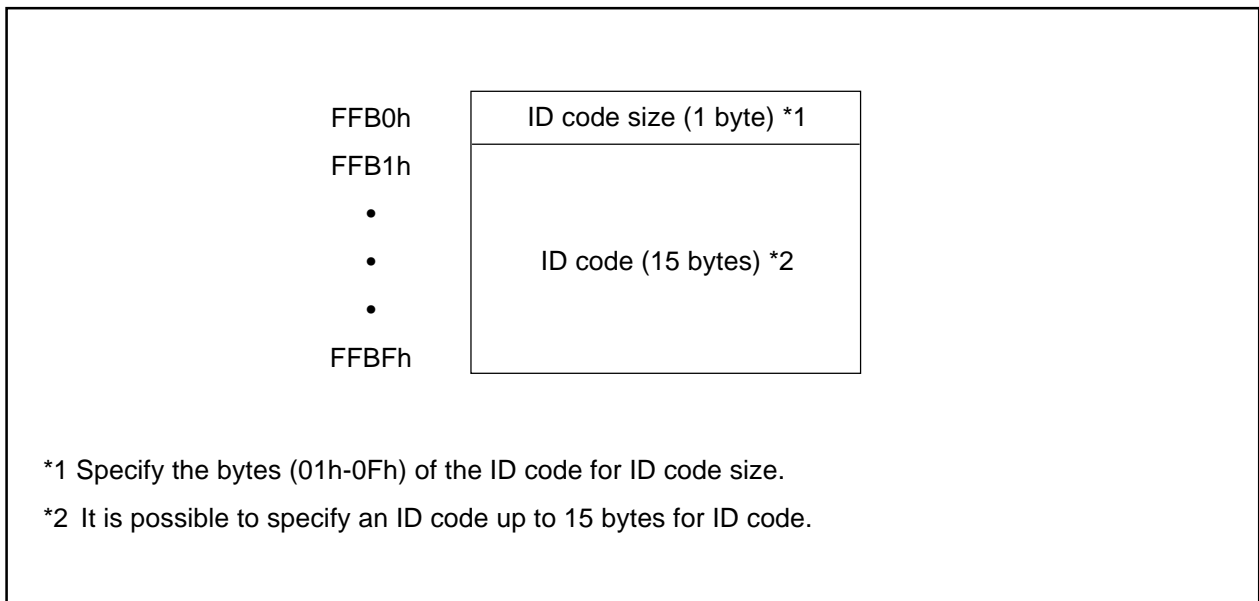 FFB0h ID code size (1 byte) *1
FFB1h
•
• ID code (15 bytes) *2
•
FFBFh
*1 Specify the bytes (01h-0Fh) of the ID code for ID code size.
*2 It is possible to specify an ID code up to 15 bytes for ID code.